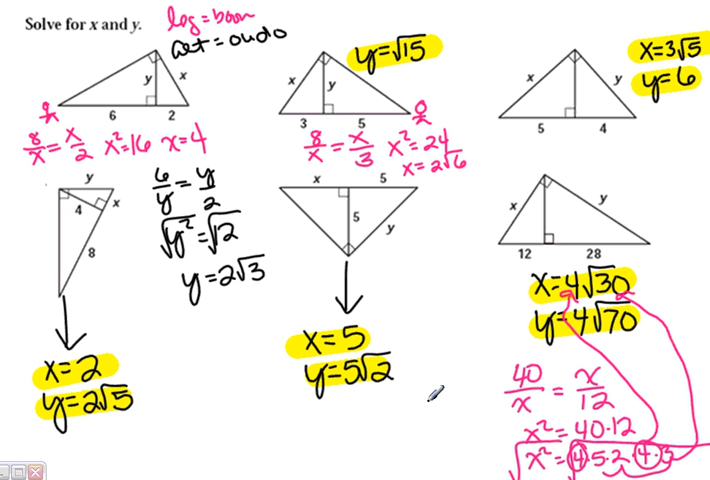 Solve for x and y.
leg = boom
alt = oudo
y = √15
x = 3√5
y = 6
y
x
6
2
x
y
3
5
x
y
5
4
8/x = x/2 x² = 16 x = 4
8/x = x/3 x² = 24
x = 2√6
y
4
x
8
6/y = y/2
√y² = √12
y = 2√3
x
5
5
y
x
y
12
28
x = 4√30
y = 4√70
x = 2
y = 2√5
x = 5
y = 5√2
40/x = x/12
x² = 40·12
√x² = √4·5·2·4·3